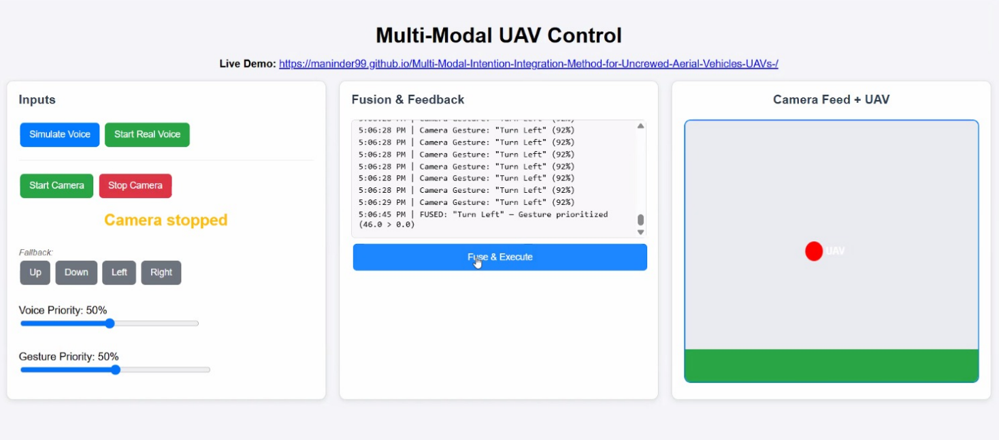 Multi-Modal UAV Control
Live Demo: https://maninder99.github.io/Multi-Modal-Intention-Integration-Method-for-Uncrewed-Aerial-Vehicles-UAVs-/
Inputs
Simulate Voice
Start Real Voice
Start Camera
Stop Camera
Camera stopped
Fallback:
Up
Down
Left
Right
Voice Priority: 50%
Gesture Priority: 50%
Fusion & Feedback
5:06:28 PM | Camera Gesture: "Turn Left" (92%)
5:06:28 PM | Camera Gesture: "Turn Left" (92%)
5:06:28 PM | Camera Gesture: "Turn Left" (92%)
5:06:28 PM | Camera Gesture: "Turn Left" (92%)
5:06:28 PM | Camera Gesture: "Turn Left" (92%)
5:06:28 PM | Camera Gesture: "Turn Left" (92%)
5:06:29 PM | Camera Gesture: "Turn Left" (92%)
5:06:45 PM | FUSED: "Turn Left" — Gesture prioritized
(46.0 > 0.0)
Fuse & Execute
Camera Feed + UAV
UAV